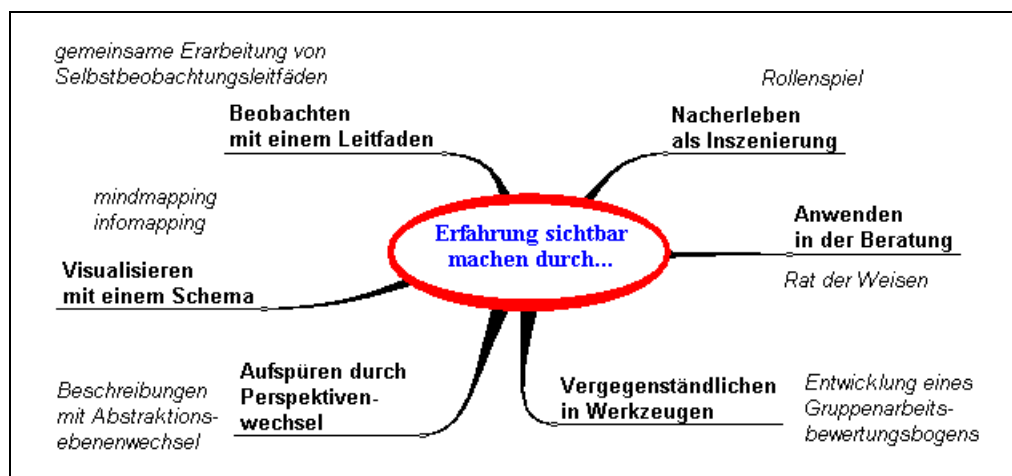 gemeinsame Erarbeitung von
Selbstbeobachtungsleitfäden
Beobachten
mit einem Leitfaden
Rollenspiel
Nacherleben
als Inszenierung
mindmapping
infomapping
Visualisieren
mit einem Schema
Erfahrung sichtbar
machen durch...
Anwenden
in der Beratung
Rat der Weisen
Beschreibungen
mit Abstraktions-
ebenenwechsel
Aufspüren durch
Perspektiven-
wechsel
Vergegenständlichen
in Werkzeugen
Entwicklung eines
Gruppenarbeits-
bewertungsbogens